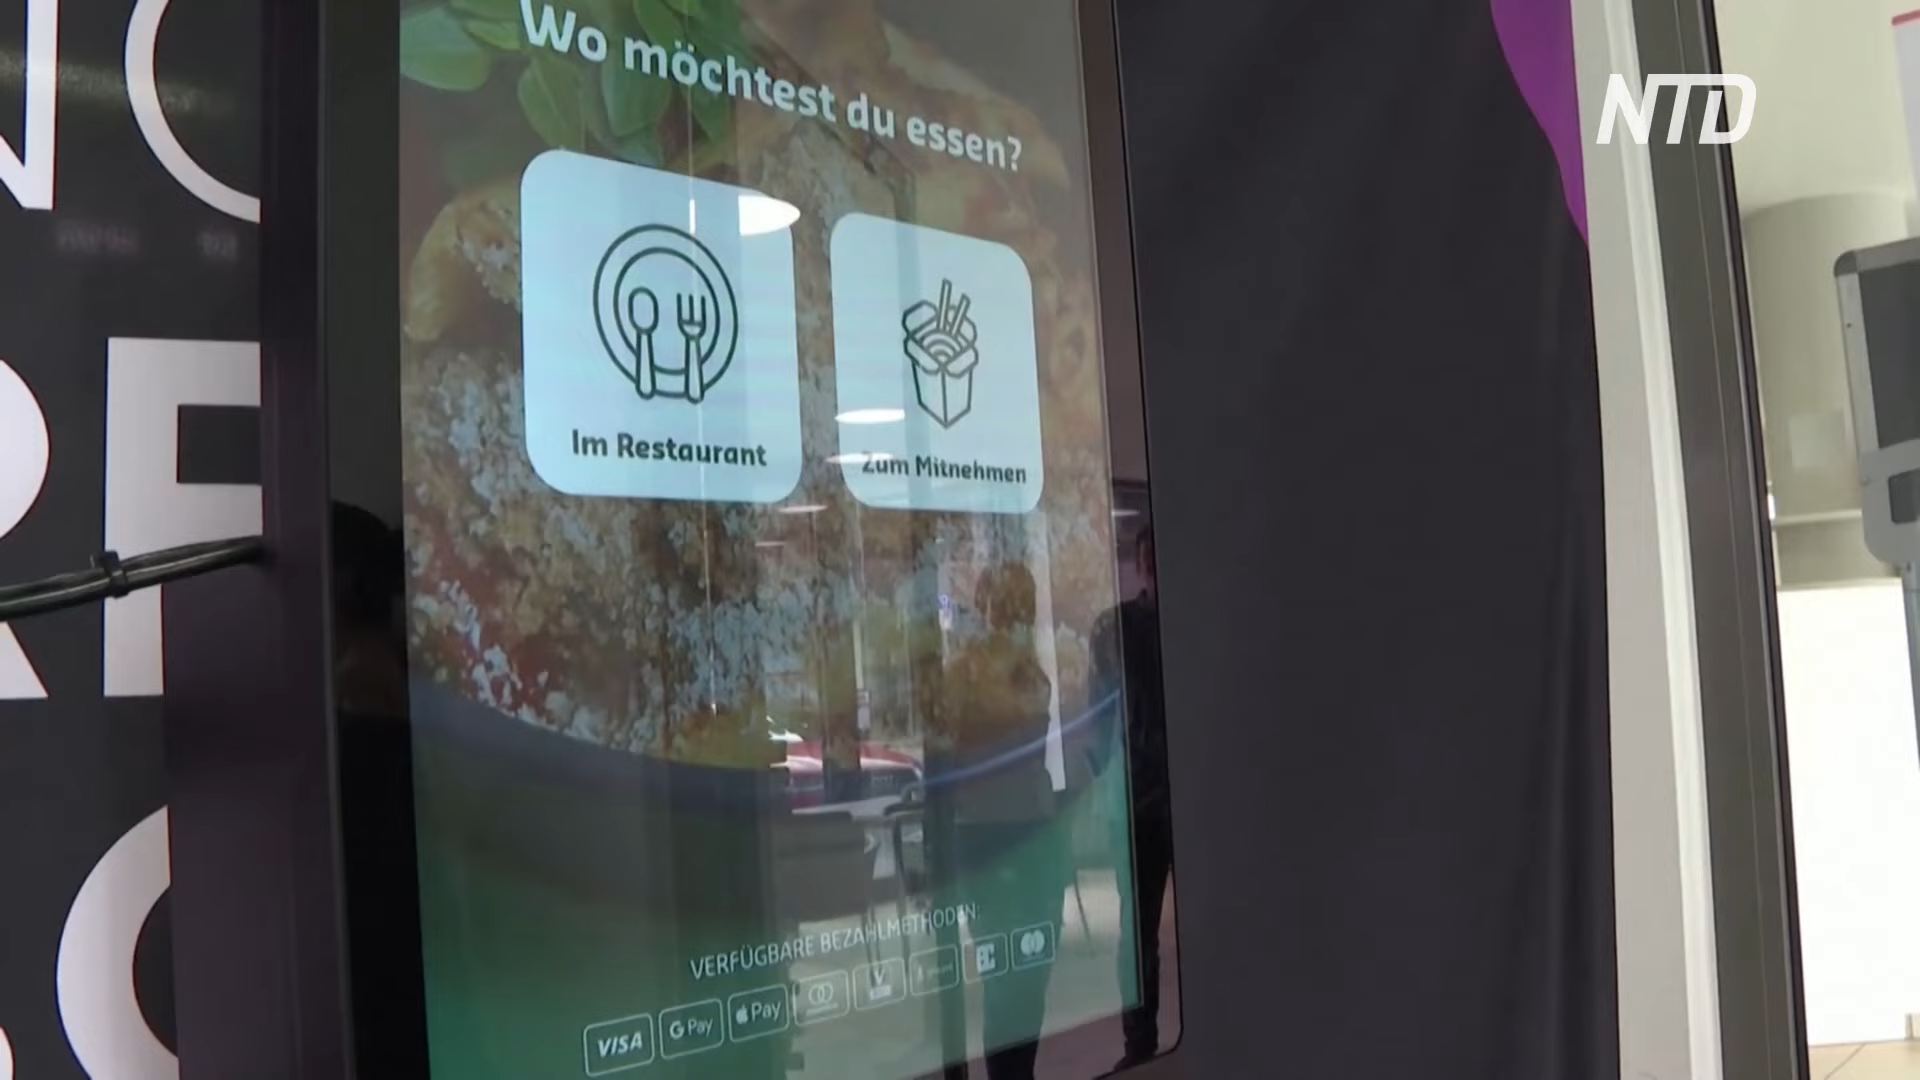 NTD
Wo möchtest du essen?
Im Restaurant
Zum Mitnehmen
VERFÜGBARE BEZAHLMETHODEN:
VISA
G Pay
Pay